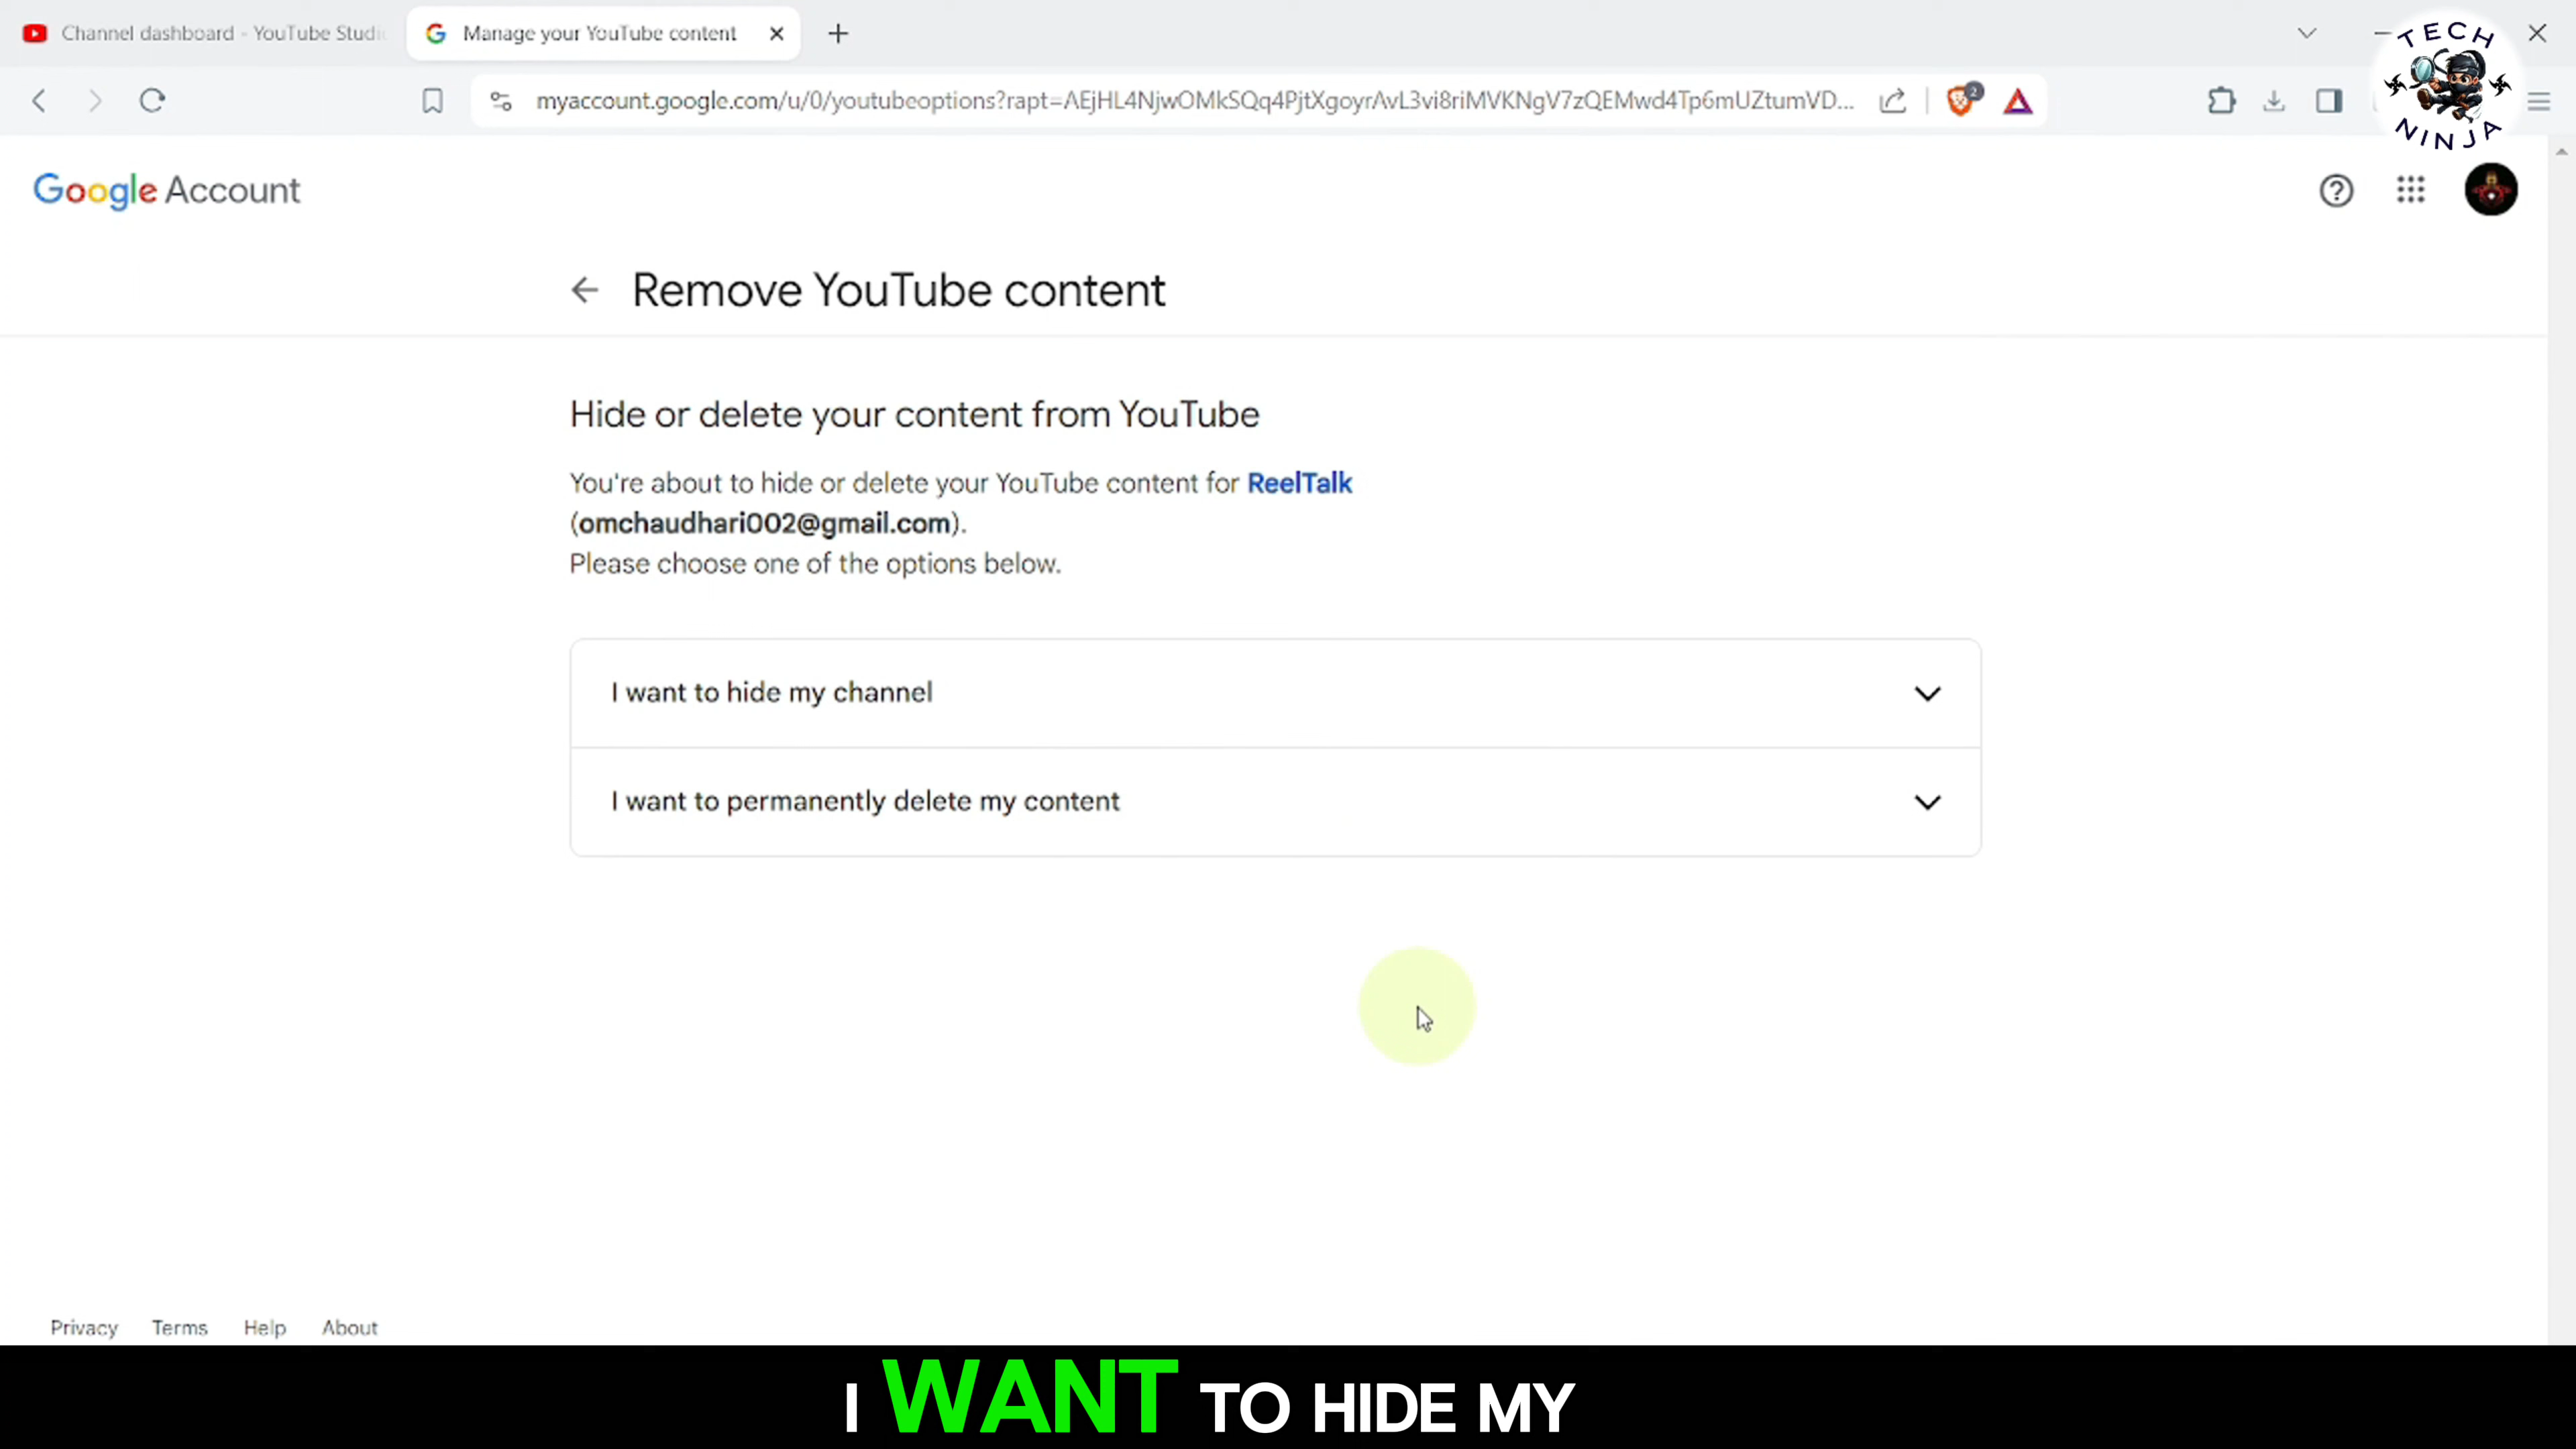 Channel dashboard - YouTube Studi
Manage your YouTube content
TECH
NINJA
myaccount.google.com/u/0/youtubeoptions?rapt=AEjHL4NjwOMkSQq4PjtXgoyrAvL3vi8riMVKNgV7zQEMwd4Tp6mUZtumVD...
2
Google Account
Remove YouTube content
Hide or delete your content from YouTube
You're about to hide or delete your YouTube content for ReelTalk
(omchaudhari002@gmail.com).
Please choose one of the options below.
I want to hide my channel
I want to permanently delete my content
Privacy Terms Help About
I WANT TO HIDE MY